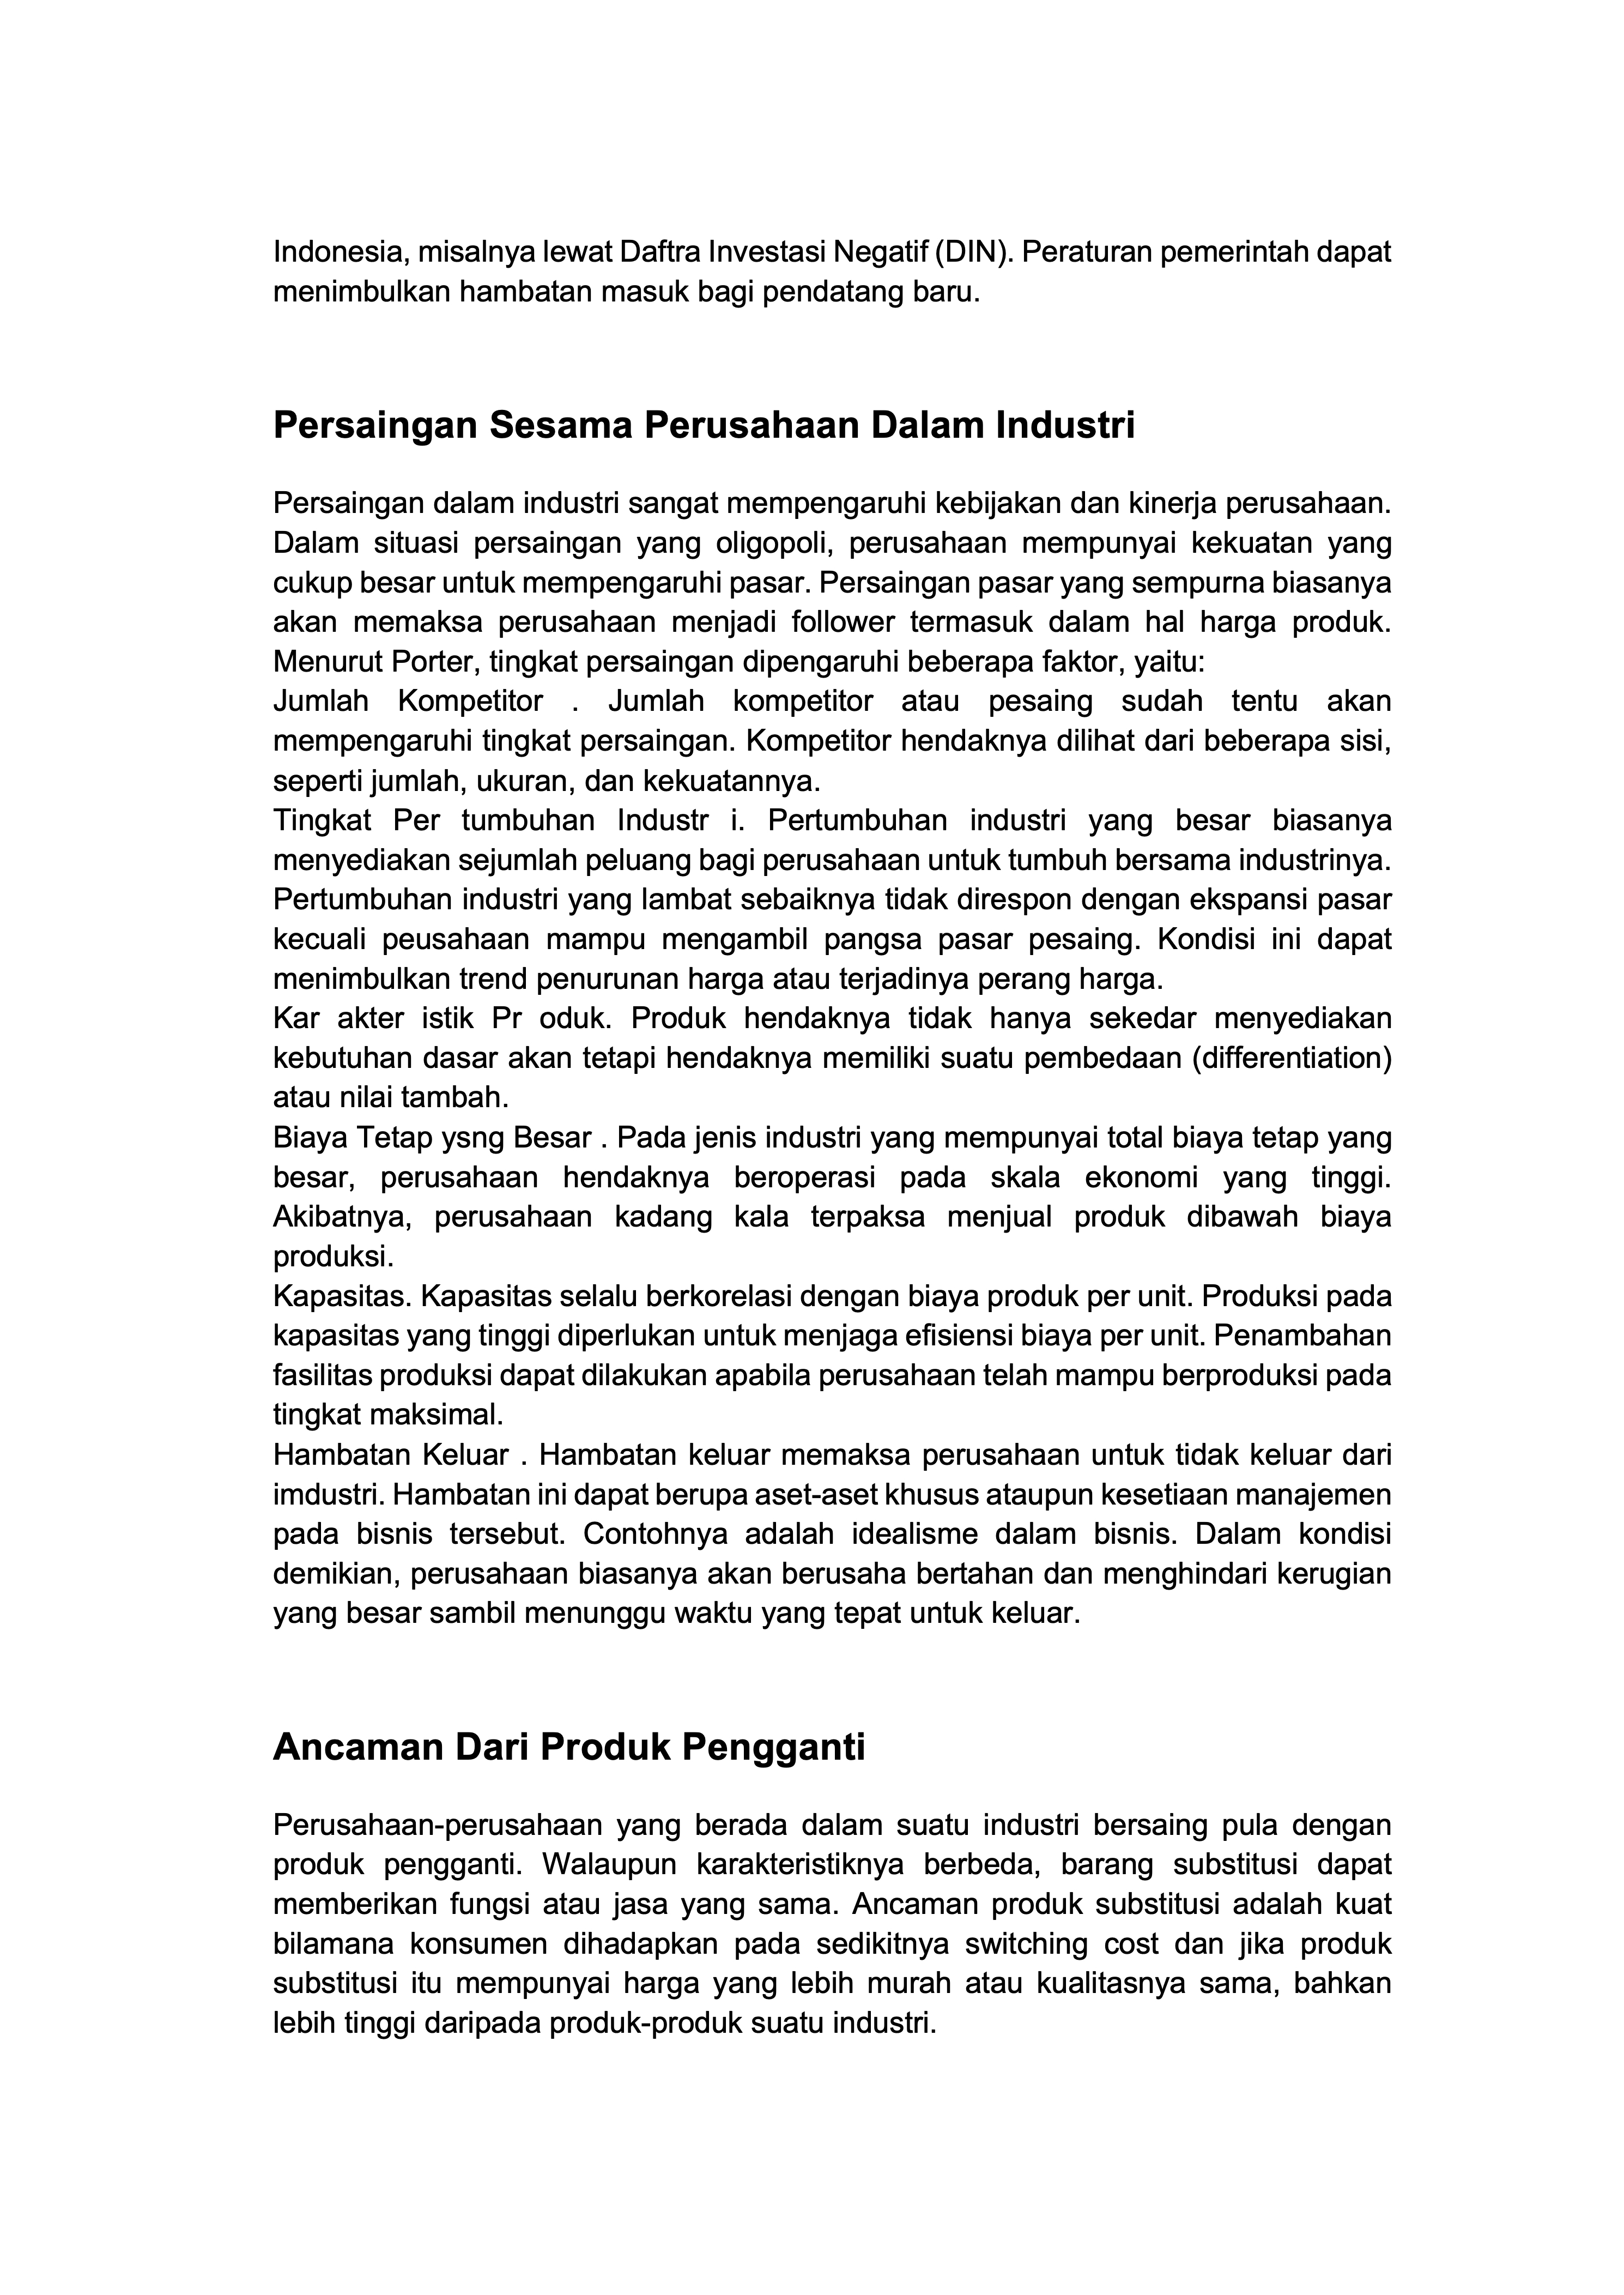 Indonesia, misalnya lewat Daftra Investasi Negatif (DIN). Peraturan pemerintah dapat
menimbulkan hambatan masuk bagi pendatang baru.
Persaingan Sesama Perusahaan Dalam Industri
Persaingan dalam industri sangat mempengaruhi kebijakan dan kinerja perusahaan.
Dalam situasi persaingan yang oligopoli, perusahaan mempunyai kekuatan yang
cukup besar untuk mempengaruhi pasar. Persaingan pasar yang sempurna biasanya
akan memaksa perusahaan menjadi follower termasuk dalam hal harga produk.
Menurut Porter, tingkat persaingan dipengaruhi beberapa faktor, yaitu:
Jumlah Kompetitor . Jumlah kompetitor atau pesaing sudah tentu akan
mempengaruhi tingkat persaingan. Kompetitor hendaknya dilihat dari beberapa sisi,
seperti jumlah, ukuran, dan kekuatannya.
Tingkat Per tumbuhan Industr i. Pertumbuhan industri yang besar biasanya
menyediakan sejumlah peluang bagi perusahaan untuk tumbuh bersama industrinya.
Pertumbuhan industri yang lambat sebaiknya tidak direspon dengan ekspansi pasar
kecuali peusahaan mampu mengambil pangsa pasar pesaing. Kondisi ini dapat
menimbulkan trend penurunan harga atau terjadinya perang harga.
Kar akter istik Pr oduk. Produk hendaknya tidak hanya sekedar menyediakan
kebutuhan dasar akan tetapi hendaknya memiliki suatu pembedaan (differentiation)
atau nilai tambah.
Biaya Tetap ysng Besar . Pada jenis industri yang mempunyai total biaya tetap yang
besar, perusahaan hendaknya beroperasi pada skala ekonomi yang tinggi.
Akibatnya, perusahaan kadang kala terpaksa menjual produk dibawah biaya
produksi.
Kapasitas. Kapasitas selalu berkorelasi dengan biaya produk per unit. Produksi pada
kapasitas yang tinggi diperlukan untuk menjaga efisiensi biaya per unit. Penambahan
fasilitas produksi dapat dilakukan apabila perusahaan telah mampu berproduksi pada
tingkat maksimal.
Hambatan Keluar . Hambatan keluar memaksa perusahaan untuk tidak keluar dari
imdustri. Hambatan ini dapat berupa aset-aset khusus ataupun kesetiaan manajemen
pada bisnis tersebut. Contohnya adalah idealisme dalam bisnis. Dalam kondisi
demikian, perusahaan biasanya akan berusaha bertahan dan menghindari kerugian
yang besar sambil menunggu waktu yang tepat untuk keluar.
Ancaman Dari Produk Pengganti
Perusahaan-perusahaan yang berada dalam suatu industri bersaing pula dengan
produk pengganti. Walaupun karakteristiknya berbeda, barang substitusi dapat
memberikan fungsi atau jasa yang sama. Ancaman produk substitusi adalah kuat
bilamana konsumen dihadapkan pada sedikitnya switching cost dan jika produk
substitusi itu mempunyai harga yang lebih murah atau kualitasnya sama, bahkan
lebih tinggi daripada produk-produk suatu industri.